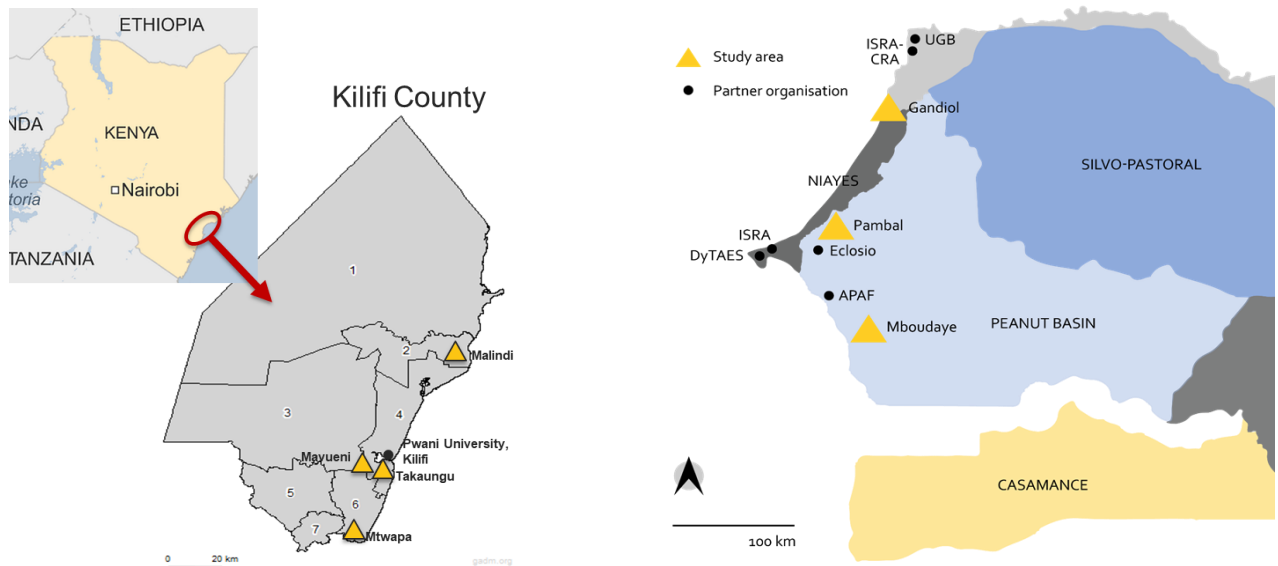 ETHIOPIA
NDA
KENYA
Nairobi
ke
toria
TANZANIA
Kilifi County
1
2
Malindi
3
4
Pwani University,
Kilifi
Mavueni
Takaungu
5
6
7
Mtwapa
0 20 km
gadm.org
Study area
Partner organisation
UGB
ISRA-
CRA
Gandiol
SILVO-PASTORAL
NIAYES
Pambal
ISRA
DyTAES
Eclosio
APAF
Mboudaye
PEANUT BASIN
CASAMANCE
100 km